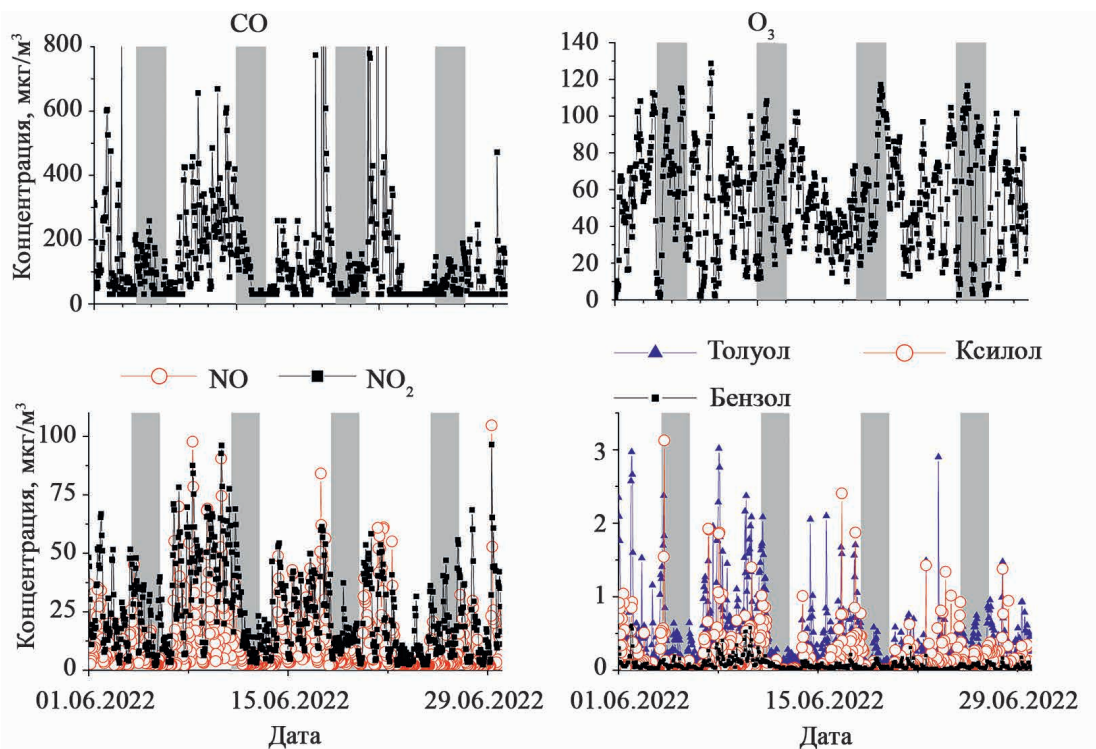 CO
O₃
Концентрация, мкг/м³
800
600
400
200
0
140
120
100
80
60
40
20
0
NO
NO₂
Толуол
Ксилол
Бензол
Концентрация, мкг/м³
100
75
50
25
0
3
2
1
0
01.06.2022
15.06.2022
29.06.2022
01.06.2022
15.06.2022
29.06.2022
Дата
Дата